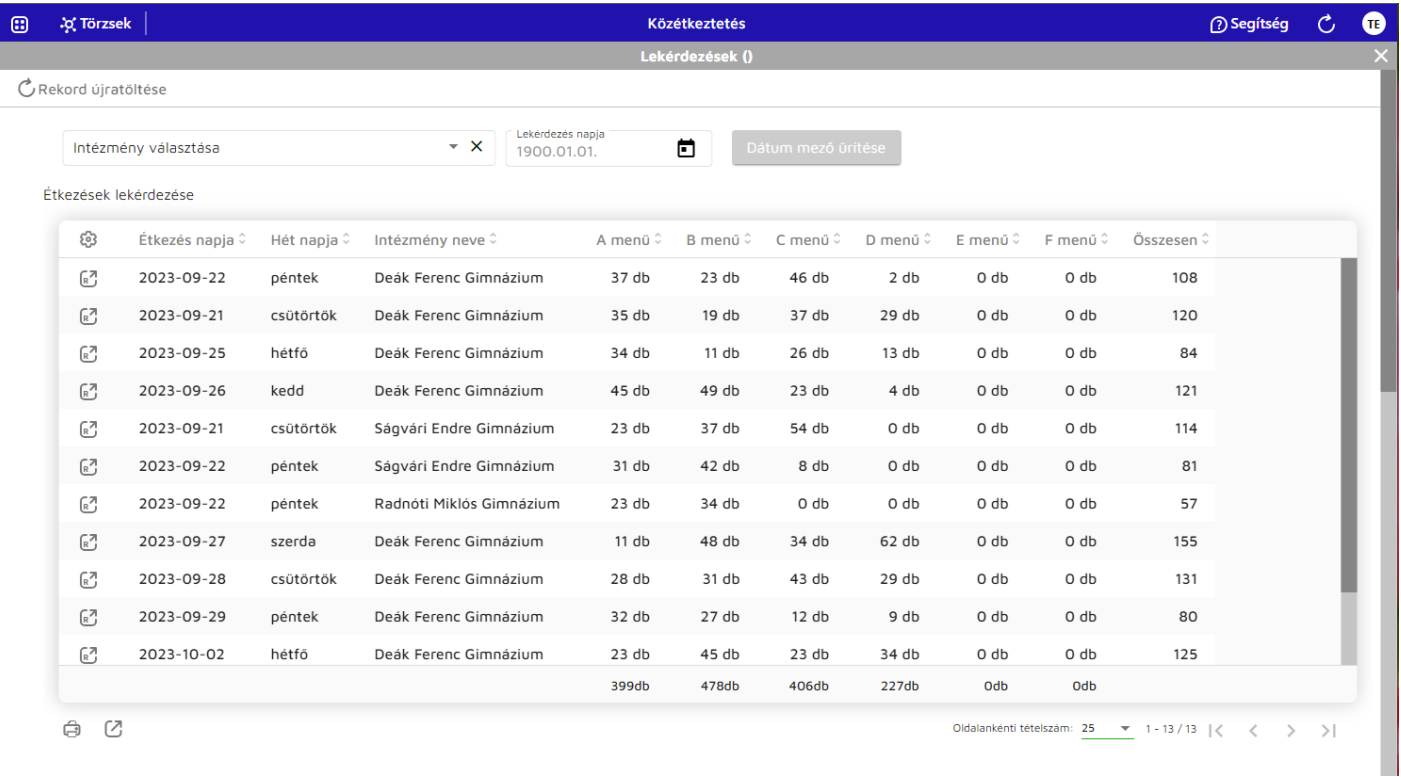 Törzsek Közétkeztetés Segítség TE
Lekérdezések ()
Rekord újratöltése
Lekérdezés napja
Intézmény választása 1900.01.01. Dátum mező ürítése
Étkezések lekérdezése
Étkezés napja Hét napja Intézmény neve A menü B menü C menü D menü E menü F menü Összesen
R 2023-09-22 péntek Deák Ferenc Gimnázium 37 db 23 db 46 db 2 db 0 db 0 db 108
R 2023-09-21 csütörtök Deák Ferenc Gimnázium 35 db 19 db 37 db 29 db 0 db 0 db 120
R 2023-09-25 hétfő Deák Ferenc Gimnázium 34 db 11 db 26 db 13 db 0 db 0 db 84
R 2023-09-26 kedd Deák Ferenc Gimnázium 45 db 49 db 23 db 4 db 0 db 0 db 121
R 2023-09-21 csütörtök Ságvári Endre Gimnázium 23 db 37 db 54 db 0 db 0 db 0 db 114
R 2023-09-22 péntek Ságvári Endre Gimnázium 31 db 42 db 8 db 0 db 0 db 0 db 81
R 2023-09-22 péntek Radnóti Miklós Gimnázium 23 db 34 db 0 db 0 db 0 db 0 db 57
R 2023-09-27 szerda Deák Ferenc Gimnázium 11 db 48 db 34 db 62 db 0 db 0 db 155
R 2023-09-28 csütörtök Deák Ferenc Gimnázium 28 db 31 db 43 db 29 db 0 db 0 db 131
R 2023-09-29 péntek Deák Ferenc Gimnázium 32 db 27 db 12 db 9 db 0 db 0 db 80
R 2023-10-02 hétfő Deák Ferenc Gimnázium 23 db 45 db 23 db 34 db 0 db 0 db 125
399db 478db 406db 227db 0db 0db
Oldalankénti tételszám: 25 1 - 13 / 13